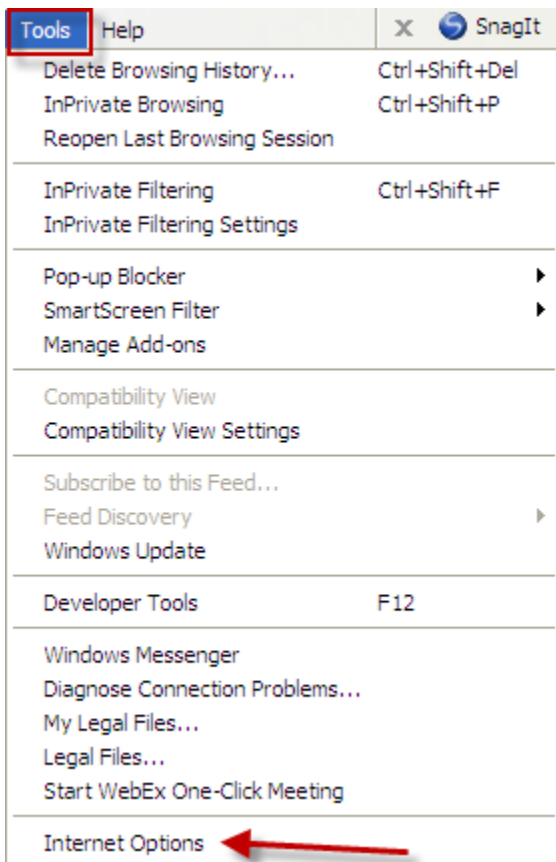 Tools Help X SnagIt
Delete Browsing History... Ctrl+Shift+Del
InPrivate Browsing Ctrl+Shift+P
Reopen Last Browsing Session
InPrivate Filtering Ctrl+Shift+F
InPrivate Filtering Settings
Pop-up Blocker
SmartScreen Filter
Manage Add-ons
Compatibility View
Compatibility View Settings
Subscribe to this Feed...
Feed Discovery
Windows Update
Developer Tools F12
Windows Messenger
Diagnose Connection Problems...
My Legal Files...
Legal Files...
Start WebEx One-Click Meeting
Internet Options